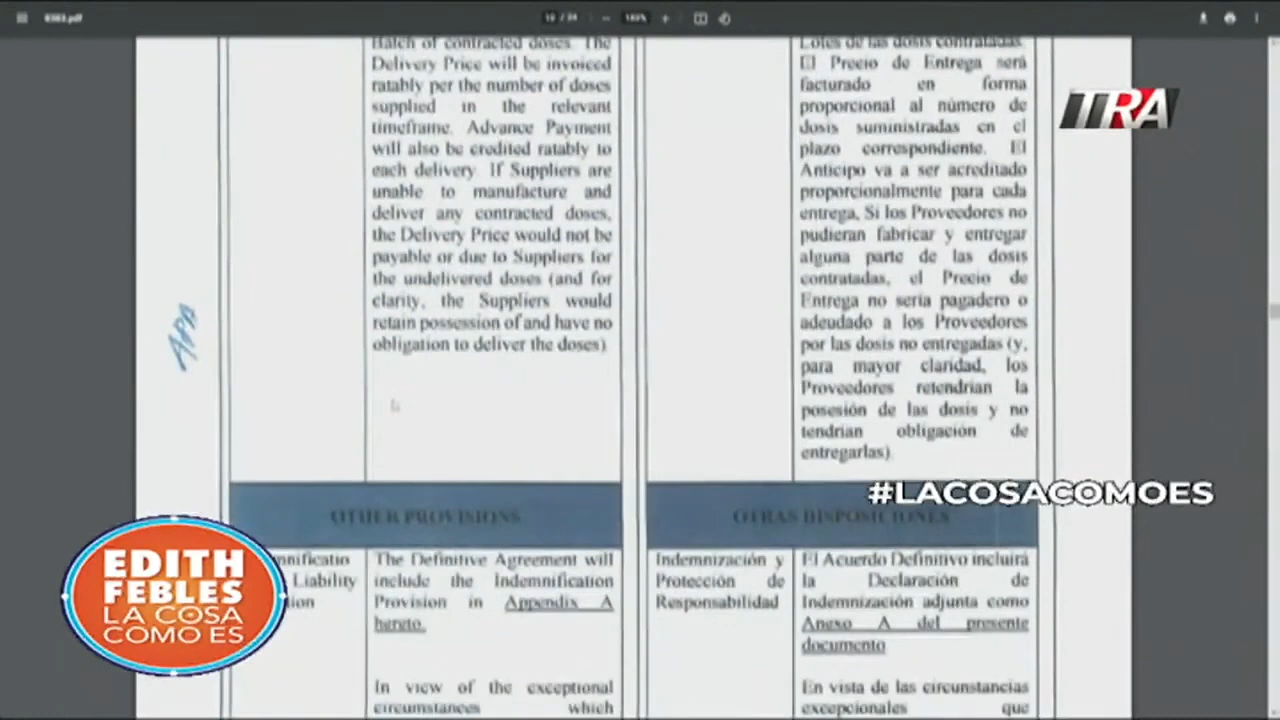 8303.pdf
10 / 24
180%
TRA
Batch of contracted doses. The
Delivery Price will be invoiced
ratably per the number of doses
supplied in the relevant
timeframe. Advance Payment
will also be credited ratably to
each delivery. If Suppliers are
unable to manufacture and
deliver any contracted doses,
the Delivery Price would not be
payable or due to Suppliers for
the undelivered doses (and for
clarity, the Suppliers would
retain possession of and have no
obligation to deliver the doses)
Lotes de las dosis contratadas.
El Precio de Entrega será
facturado en forma
proporcional al número de
dosis suministradas en el
plazo correspondiente. El
Anticipo va a ser acreditado
proporcionalmente para cada
entrega, Si los Proveedores no
pudieran fabricar y entregar
alguna parte de las dosis
contratadas, el Precio de
Entrega no sería pagadero o
adeudado a los Proveedores
por las dosis no entregadas (y,
para mayor claridad, los
Proveedores retendrían la
posesión de las dosis y no
tendrían obligación de
entregarlas).
APA
OTHER PROVISIONS
OTRAS DISPOSICIONES
#LACOSACOMOES
nnificatio
Liability
ion
The Definitive Agreement will
include the Indemnification
Provision in Appendix A
hereto.
In view of the exceptional
circumstances which
Indemnización y
Protección de
Responsabilidad
El Acuerdo Definitivo incluirá
la Declaración de
Indemnización adjunta como
Anexo A del presente
documento
En vista de las circunstancias
excepcionales que
EDITH
FEBLES
LA COSA
COMO ES